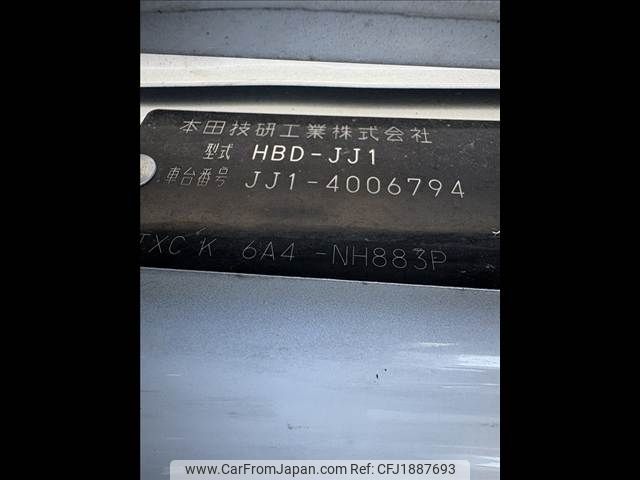 本田技研工業株式会社
型式 HBD-JJ1
車台番号 JJ1-4006794
TXC K 6A4 -NH883P
www.CarFromJapan.com Ref: CFJ1887693